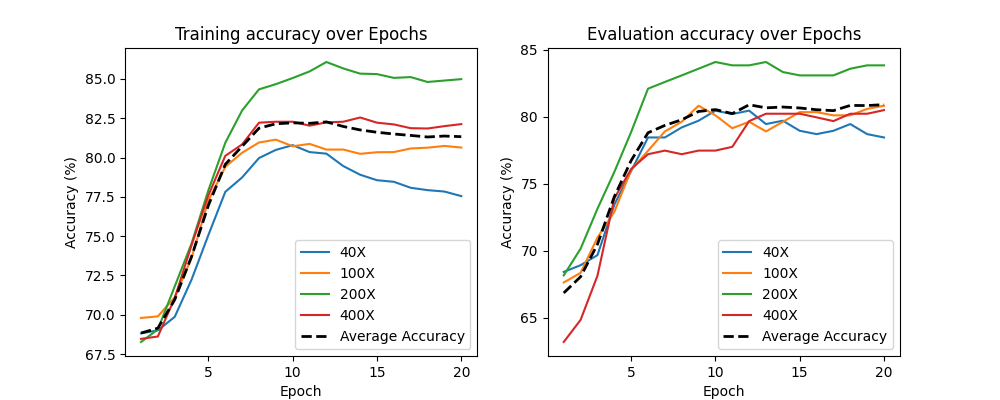 Training accuracy over Epochs
Accuracy (%)
85.0
82.5
80.0
77.5
75.0
72.5
70.0
67.5
5
10
15
20
Epoch
40X
100X
200X
400X
Average Accuracy
Evaluation accuracy over Epochs
Accuracy (%)
85
80
75
70
65
5
10
15
20
Epoch
40X
100X
200X
400X
Average Accuracy